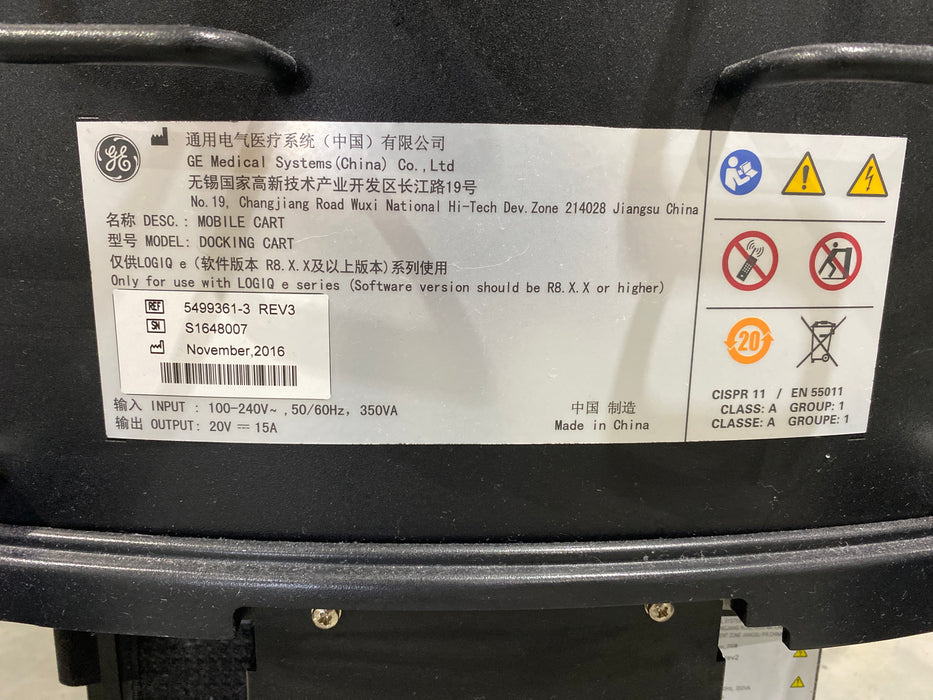 GE
通用电气医疗系统（中国）有限公司
GE Medical Systems(China) Co.,Ltd
无锡国家高新技术产业开发区长江路19号
No.19, Changjiang Road Wuxi National Hi-Tech Dev.Zone 214028 Jiangsu China
名称 DESC.: MOBILE CART
型号 MODEL: DOCKING CART
仅供LOGIQ e (软件版本 R8.X.X及以上版本)系列使用
Only for use with LOGIQ e series (Software version should be R8.X.X or higher)
REF 5499361-3 REV3
SN S1648007
November,2016
输入 INPUT : 100-240V~ ,50/60Hz, 350VA
输出 OUTPUT: 20V ⎓ 15A
中国 制造
Made in China
20
CISPR 11 / EN 55011
CLASS: A GROUP: 1
CLASSE: A GROUPE: 1
rev2
350VA